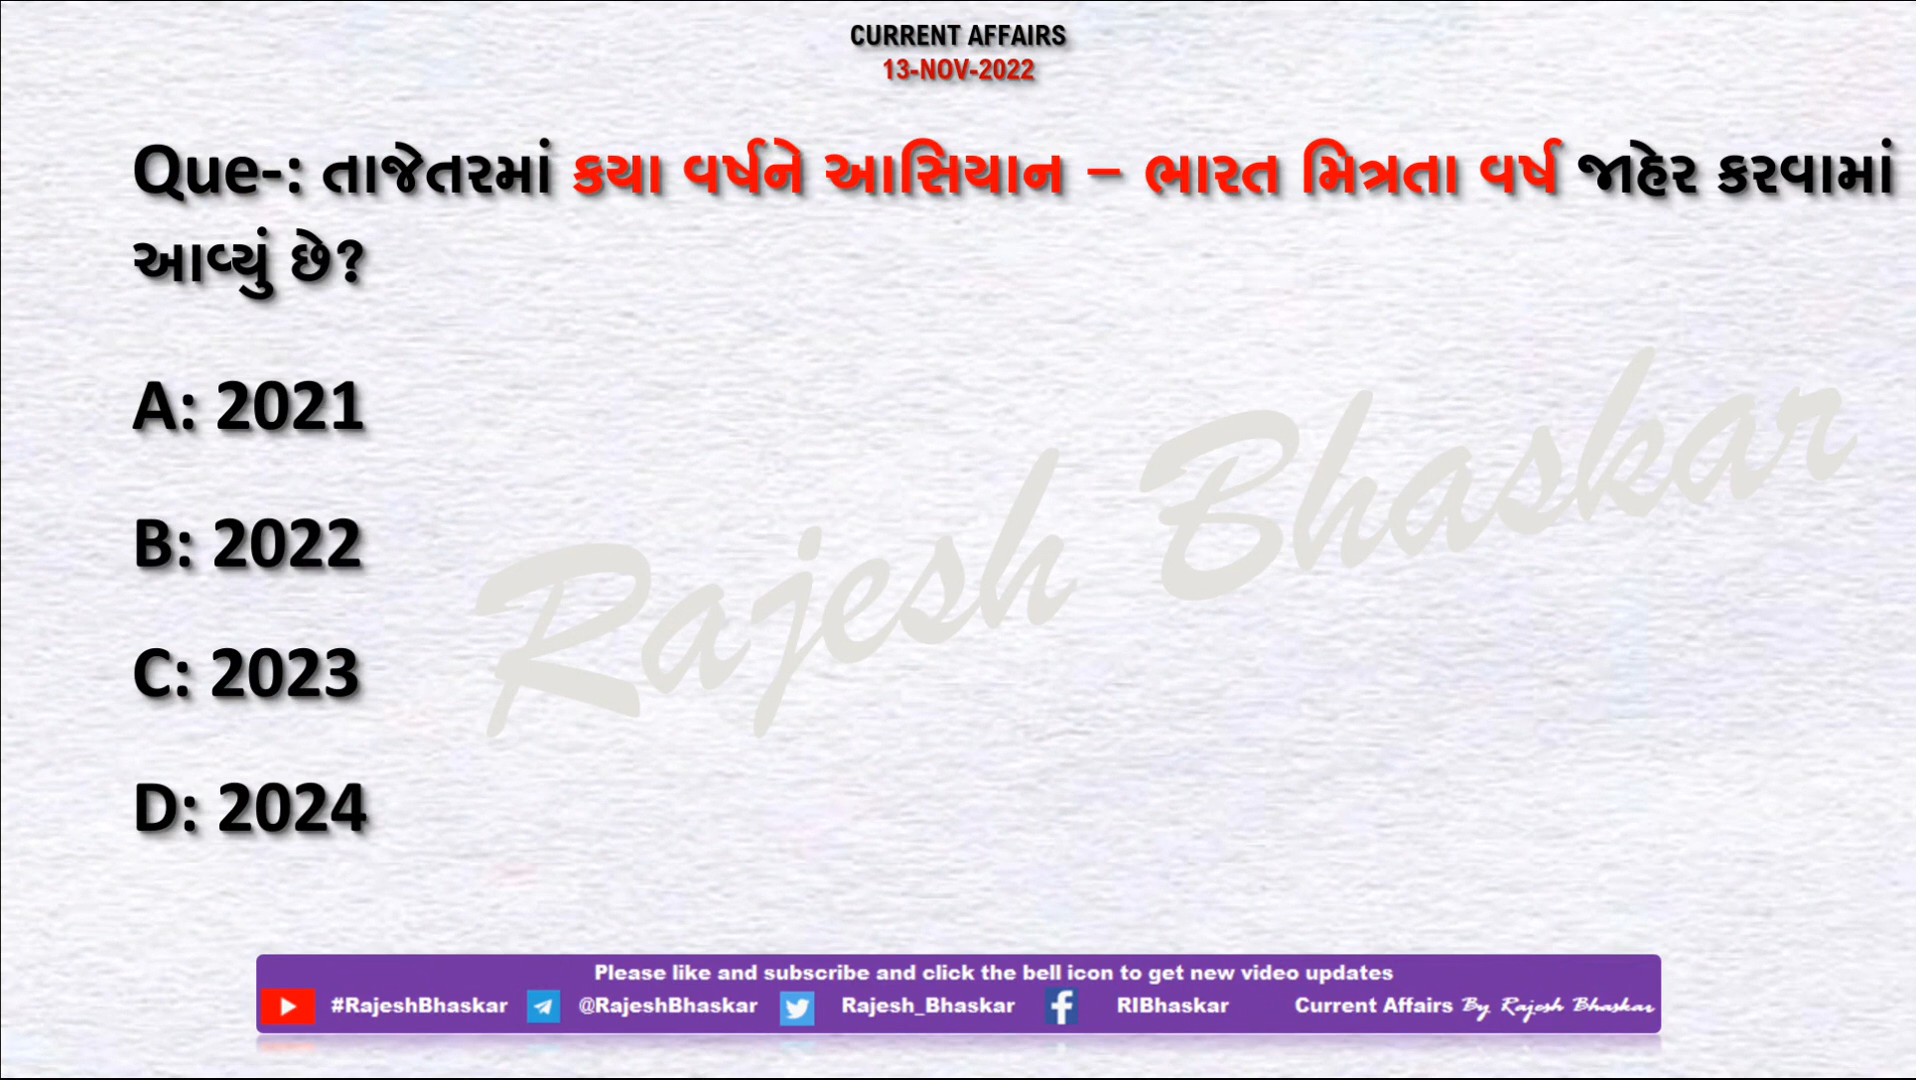 CURRENT AFFAIRS
13-NOV-2022
Que-: તાજેતરમાં ક્યા વર્ષને આસિયાન – ભારત મિત્રતા વર્ષ જાહેર કરવામાં
આવ્યું છે?
A: 2021
B: 2022
C: 2023
D: 2024
Rajesh Bhaskar
Please like and subscribe and click the bell icon to get new video updates
#RajeshBhaskar @RajeshBhaskar Rajesh_Bhaskar RIBhaskar Current Affairs By Rajesh Bhaskar